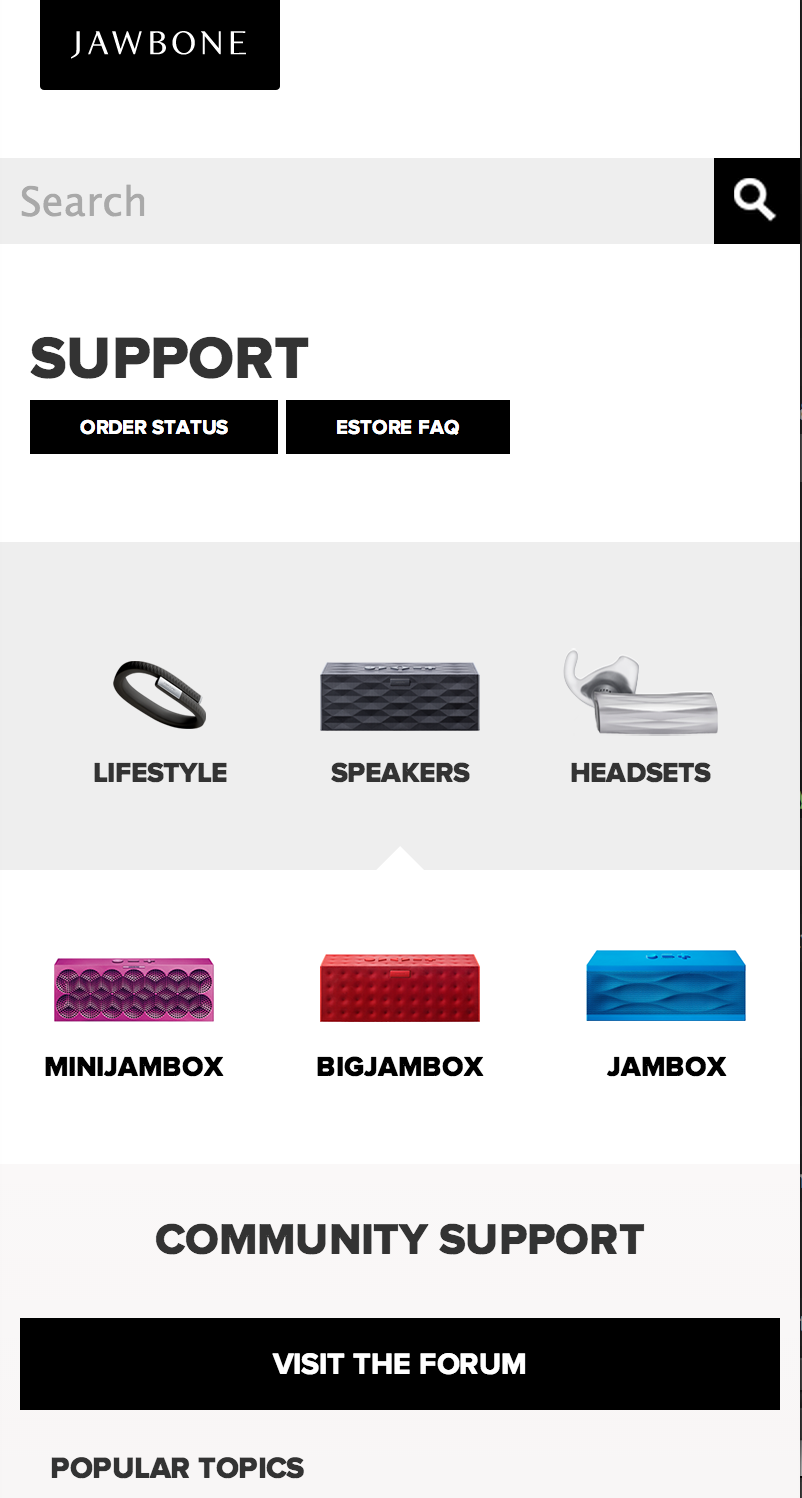 JAWBONE
Search
SUPPORT
ORDER STATUS ESTORE FAQ
LIFESTYLE SPEAKERS HEADSETS
MINIJAMBOX BIGJAMBOX JAMBOX
COMMUNITY SUPPORT
VISIT THE FORUM
POPULAR TOPICS